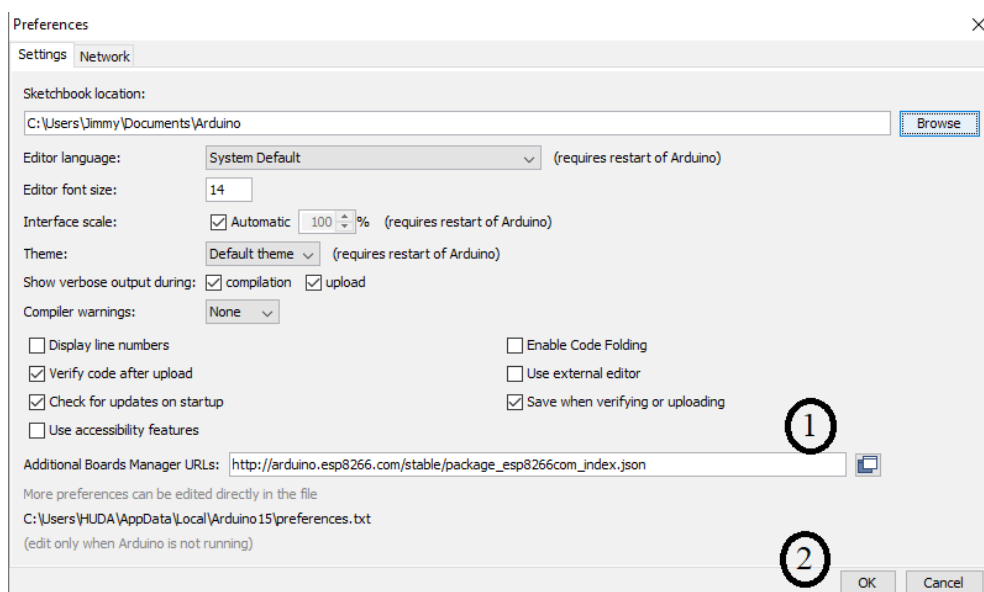 Preferences
Settings Network
Sketchbook location:
C:\Users\Jimmy\Documents\Arduino Browse
Editor language: System Default (requires restart of Arduino)
Editor font size: 14
Interface scale: Automatic 100 % (requires restart of Arduino)
Theme: Default theme (requires restart of Arduino)
Show verbose output during: compilation upload
Compiler warnings: None
Display line numbers Enable Code Folding
Verify code after upload Use external editor
Check for updates on startup Save when verifying or uploading
1
Use accessibility features
Additional Boards Manager URLs: http://arduino.esp8266.com/stable/package_esp8266com_index.json
More preferences can be edited directly in the file
C:\Users\HUDA\AppData\Local\Arduino15\preferences.txt
(edit only when Arduino is not running)
2
OK Cancel